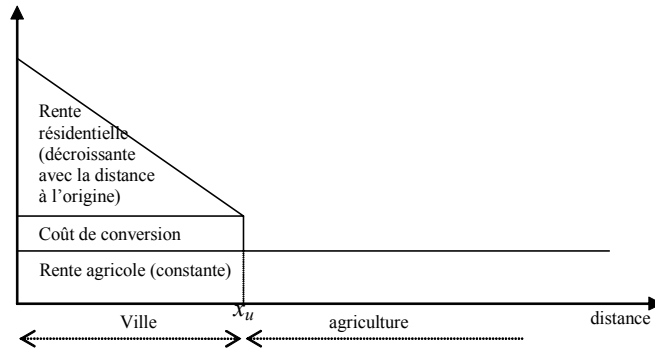 Rente
résidentielle
(décroissante
avec la distance
à l’origine)
Coût de conversion
Rente agricole (constante)
x_u
distance
Ville
agriculture